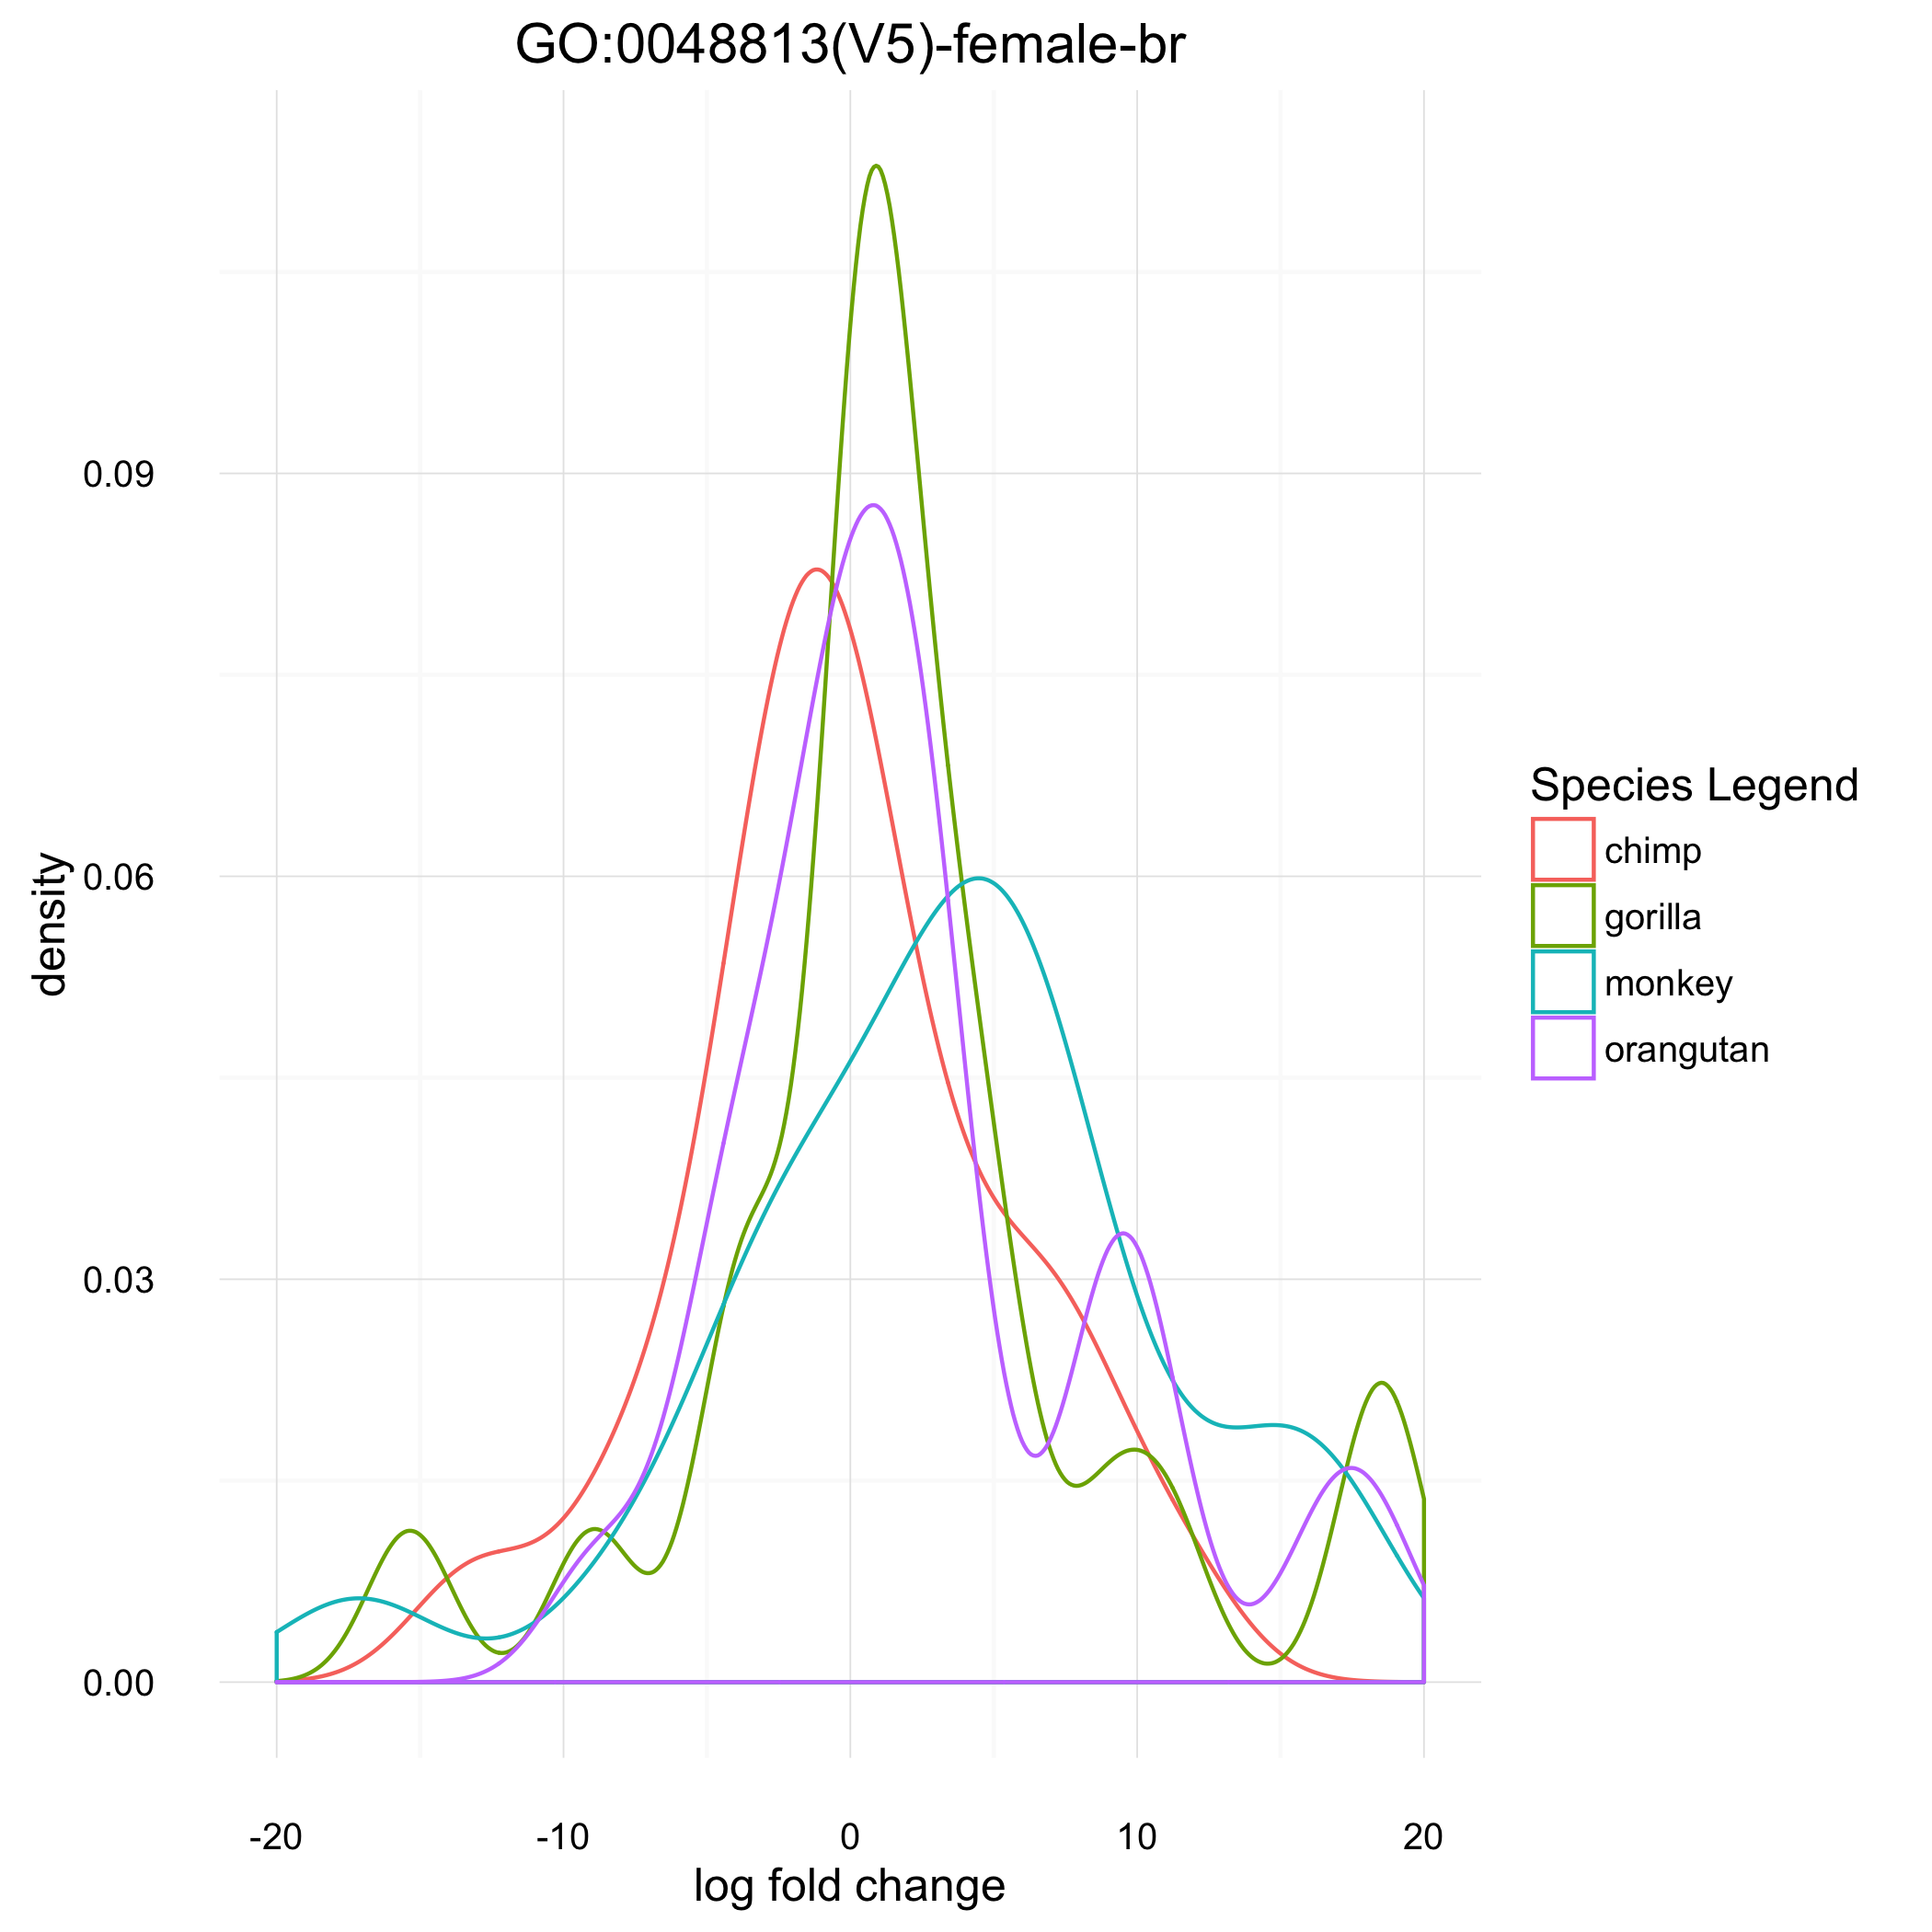 GO:0048813(V5)-female-br
0.09
0.06
0.03
0.00
density
-20
-10
0
10
20
log fold change
Species Legend
chimp
gorilla
monkey
orangutan